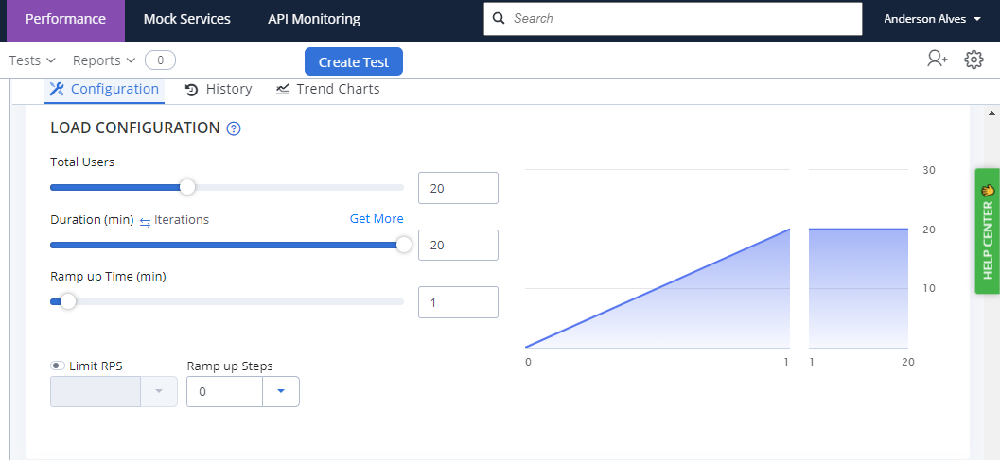 Performance Mock Services API Monitoring Search Anderson Alves
Tests Reports 0 Create Test
Configuration History Trend Charts
LOAD CONFIGURATION ?
Total Users
20
Duration (min) Iterations Get More
20
Ramp up Time (min)
1
Limit RPS Ramp up Steps
0
30
20
10
0 1 1 20
HELP CENTER